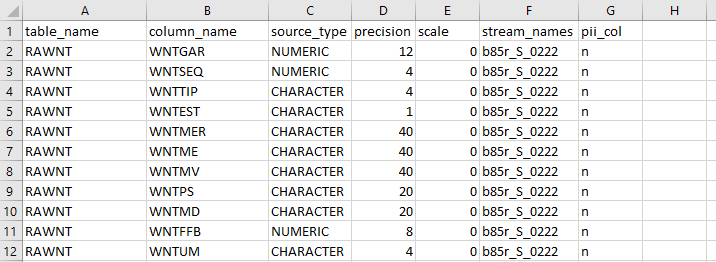 A B C D E F G H
1 table_name column_name source_type precision scale stream_names pii_col
2 RAWNT WNTGAR NUMERIC 12 0 b85r_S_0222 n
3 RAWNT WNTSEQ NUMERIC 4 0 b85r_S_0222 n
4 RAWNT WNTTIP CHARACTER 4 0 b85r_S_0222 n
5 RAWNT WNTEST CHARACTER 1 0 b85r_S_0222 n
6 RAWNT WNTMER CHARACTER 40 0 b85r_S_0222 n
7 RAWNT WNTME CHARACTER 40 0 b85r_S_0222 n
8 RAWNT WNTMV CHARACTER 40 0 b85r_S_0222 n
9 RAWNT WNTPS CHARACTER 20 0 b85r_S_0222 n
10 RAWNT WNTMD CHARACTER 20 0 b85r_S_0222 n
11 RAWNT WNTFFB NUMERIC 8 0 b85r_S_0222 n
12 RAWNT WNTUM CHARACTER 4 0 b85r_S_0222 n